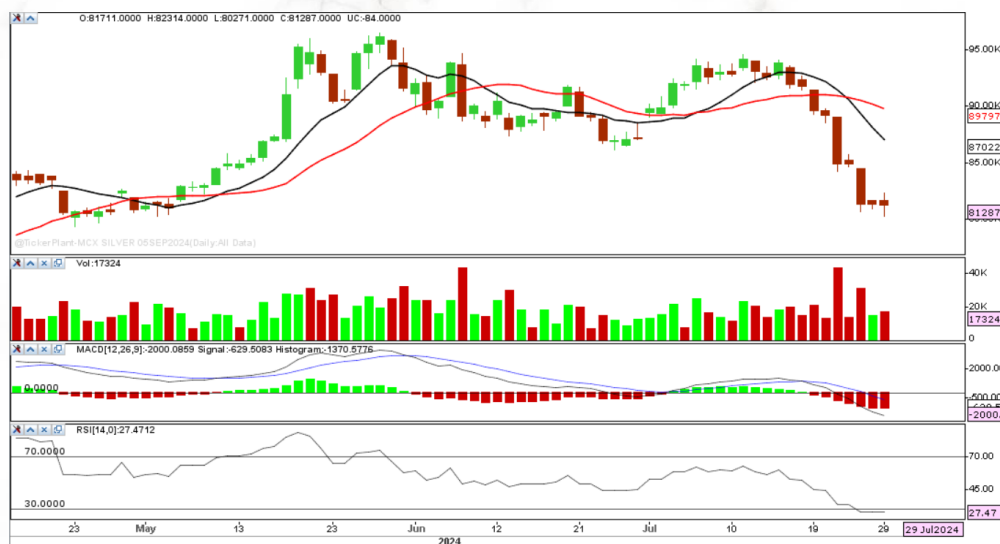 O:81711.0000 H:82314.0000 L:80271.0000 C:81287.0000 UC:-84.0000
95.00K
90.00K
89797
87022
85.00K
81287
@TickerPlant-MCX SILVER 05SEP2024(Daily:All Data)
Vol:17324
40K
20K
17324
0
MACD[12,26,9]:-2000.0859 Signal:-629.5083 Histogram:-1370.5776
2000.00
0.0000
-500.00
-2000.
RSI[14,0]:27.4712
70.0000
70.00
45.00
30.0000
27.47
23 May 13 23 Jun 12 21 Jul 10 19 29 29 Jul2024
2024